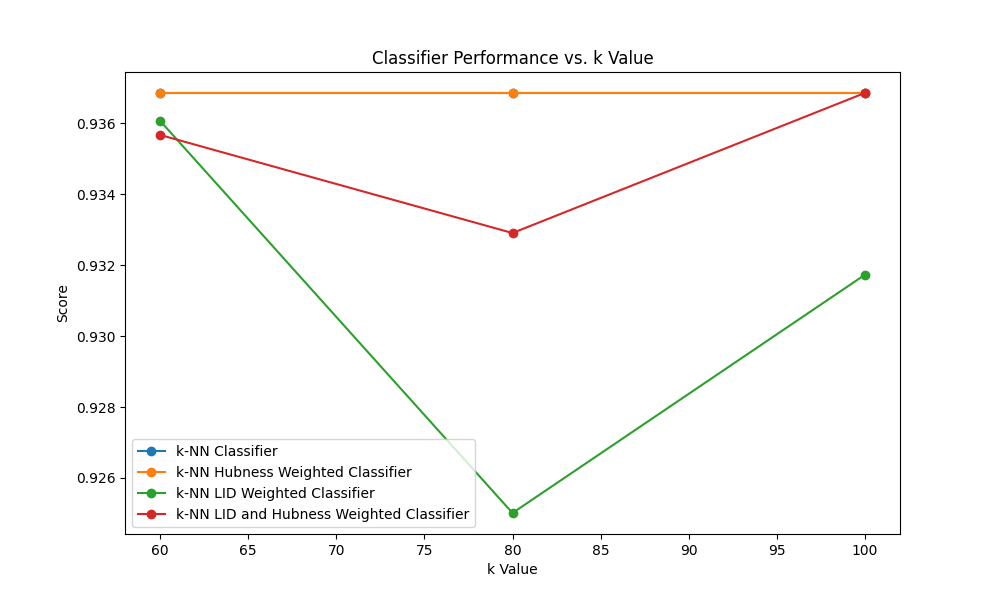 Classifier Performance vs. k Value
0.936
0.934
0.932
0.930
0.928
0.926
Score
k-NN Classifier
k-NN Hubness Weighted Classifier
k-NN LID Weighted Classifier
k-NN LID and Hubness Weighted Classifier
60 65 70 75 80 85 90 95 100
k Value